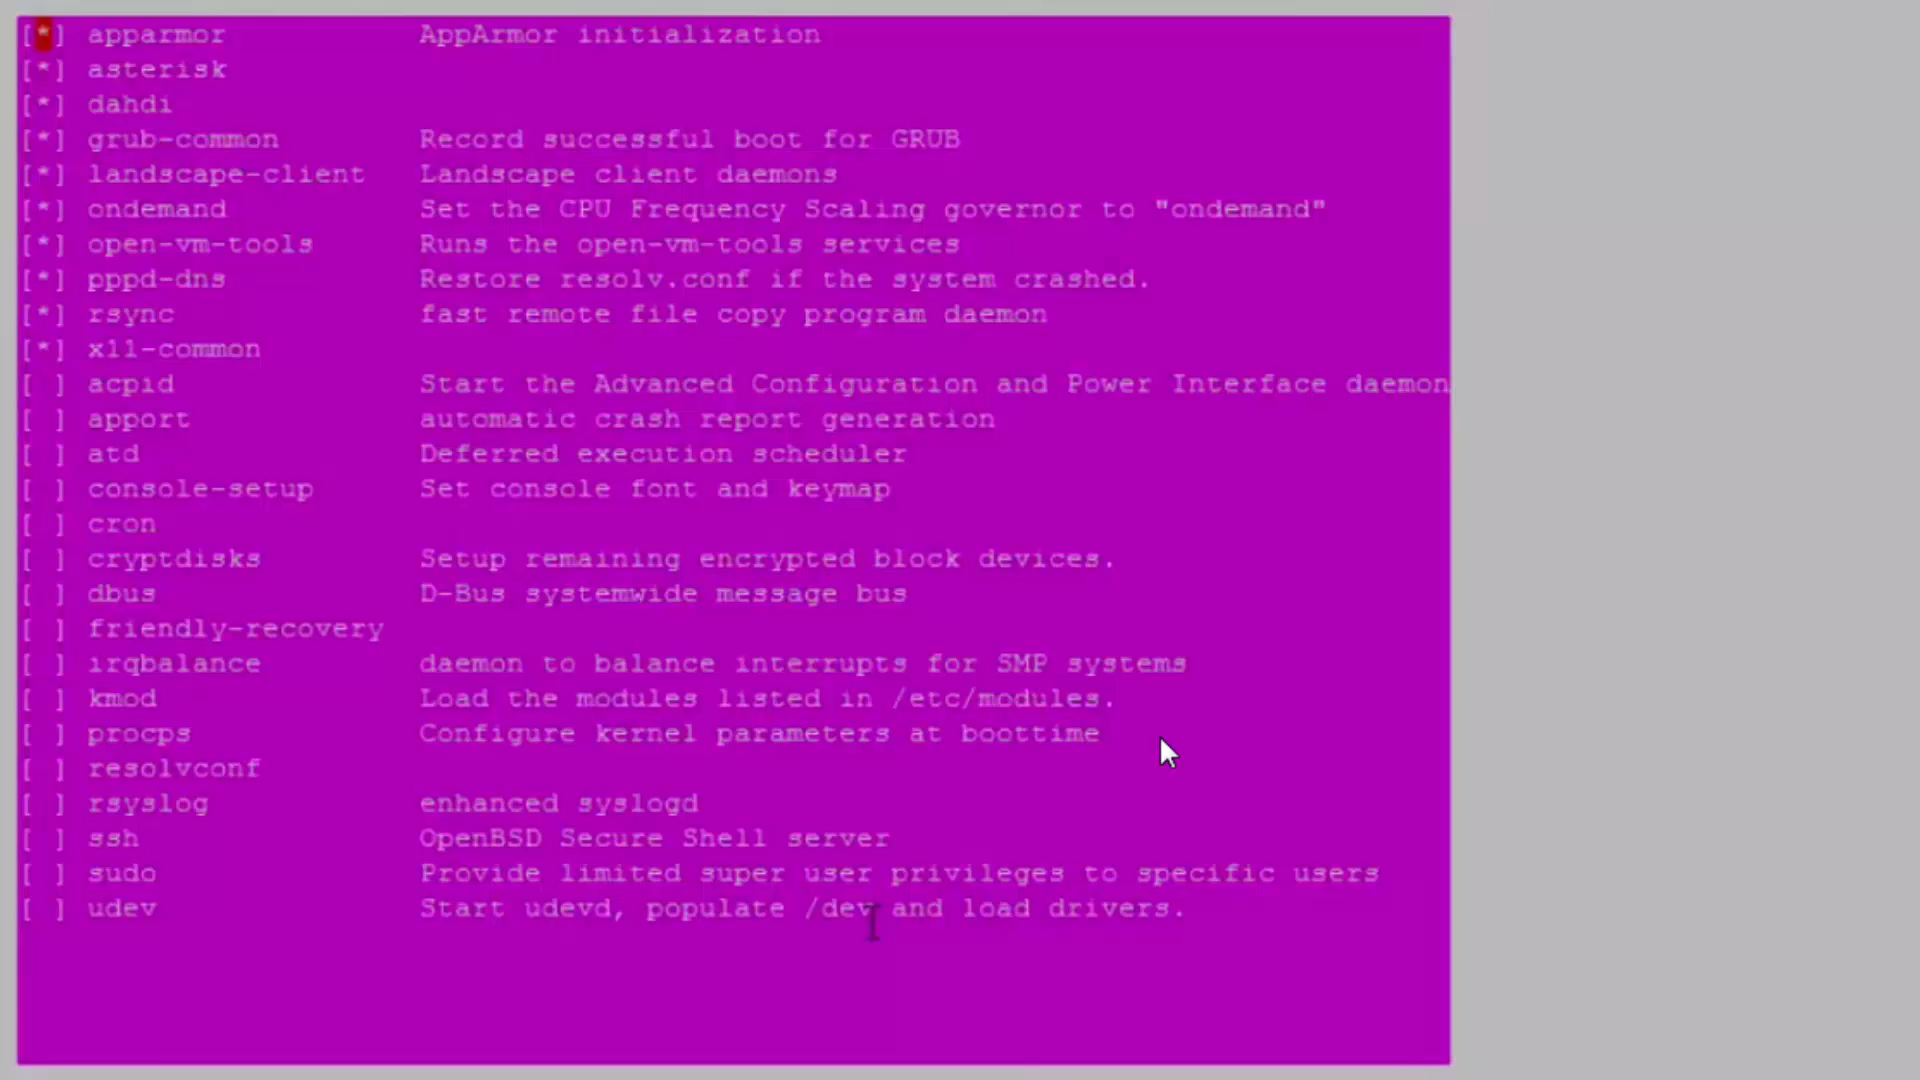 [*] apparmor AppArmor initialization
[*] asterisk
[*] dahdi
[*] grub-common Record successful boot for GRUB
[*] landscape-client Landscape client daemons
[*] ondemand Set the CPU Frequency Scaling governor to "ondemand"
[*] open-vm-tools Runs the open-vm-tools services
[*] pppd-dns Restore resolv.conf if the system crashed.
[*] rsync fast remote file copy program daemon
[*] x11-common
[ ] acpid Start the Advanced Configuration and Power Interface daemon
[ ] apport automatic crash report generation
[ ] atd Deferred execution scheduler
[ ] console-setup Set console font and keymap
[ ] cron
[ ] cryptdisks Setup remaining encrypted block devices.
[ ] dbus D-Bus systemwide message bus
[ ] friendly-recovery
[ ] irqbalance daemon to balance interrupts for SMP systems
[ ] kmod Load the modules listed in /etc/modules.
[ ] procps Configure kernel parameters at boottime
[ ] resolvconf
[ ] rsyslog enhanced syslogd
[ ] ssh OpenBSD Secure Shell server
[ ] sudo Provide limited super user privileges to specific users
[ ] udev Start udevd, populate /dev and load drivers.